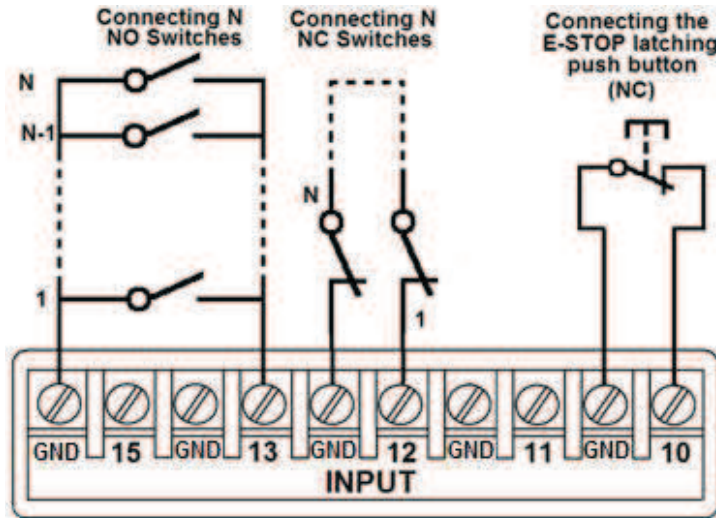 Connecting N
NO Switches
Connecting N
NC Switches
Connecting the
E-STOP latching
push button
(NC)
N
N-1
1
N
1
GND 15 GND 13 GND 12 GND 11 GND 10
INPUT